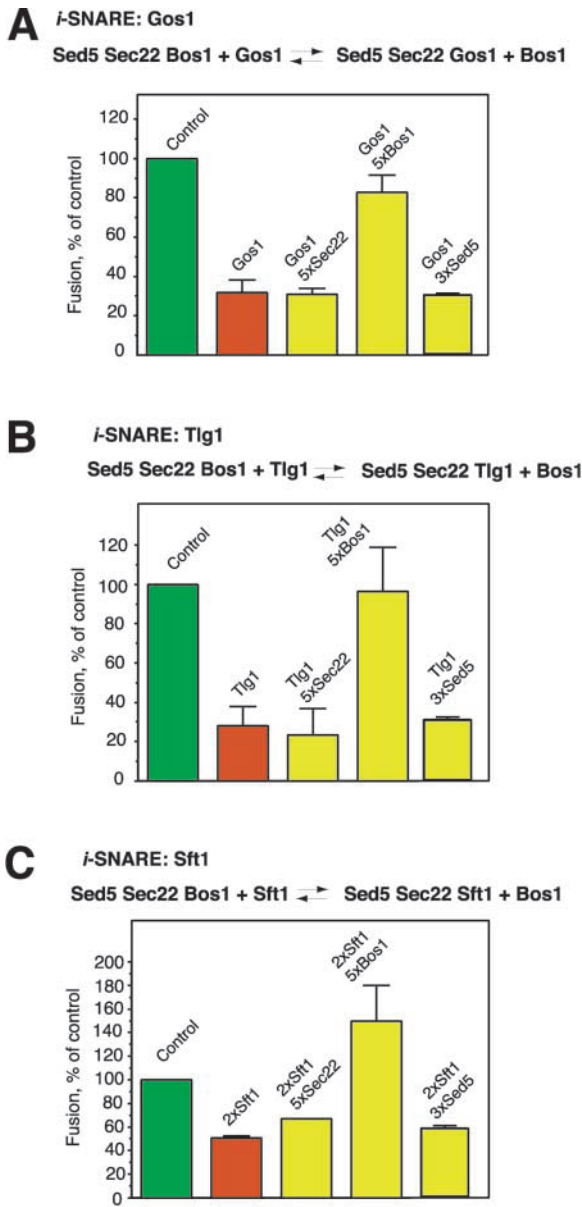 A
i-SNARE: Gos1
Sed5 Sec22 Bos1 + Gos1 ⇌ Sed5 Sec22 Gos1 + Bos1
Fusion, % of control
120
100
80
60
40
20
0
Control
Gos1
Gos1
5xSec22
Gos1
5xBos1
Gos1
3xSed5
B
i-SNARE: Tlg1
Sed5 Sec22 Bos1 + Tlg1 ⇌ Sed5 Sec22 Tlg1 + Bos1
Fusion, % of control
120
100
80
60
40
20
0
Control
Tlg1
Tlg1
5xSec22
Tlg1
5xBos1
Tlg1
3xSed5
C
i-SNARE: Sft1
Sed5 Sec22 Bos1 + Sft1 ⇌ Sed5 Sec22 Sft1 + Bos1
Fusion, % of control
200
180
160
140
120
100
80
60
40
20
0
Control
2xSft1
2xSft1
5xSec22
2xSft1
5xBos1
2xSft1
3xSed5